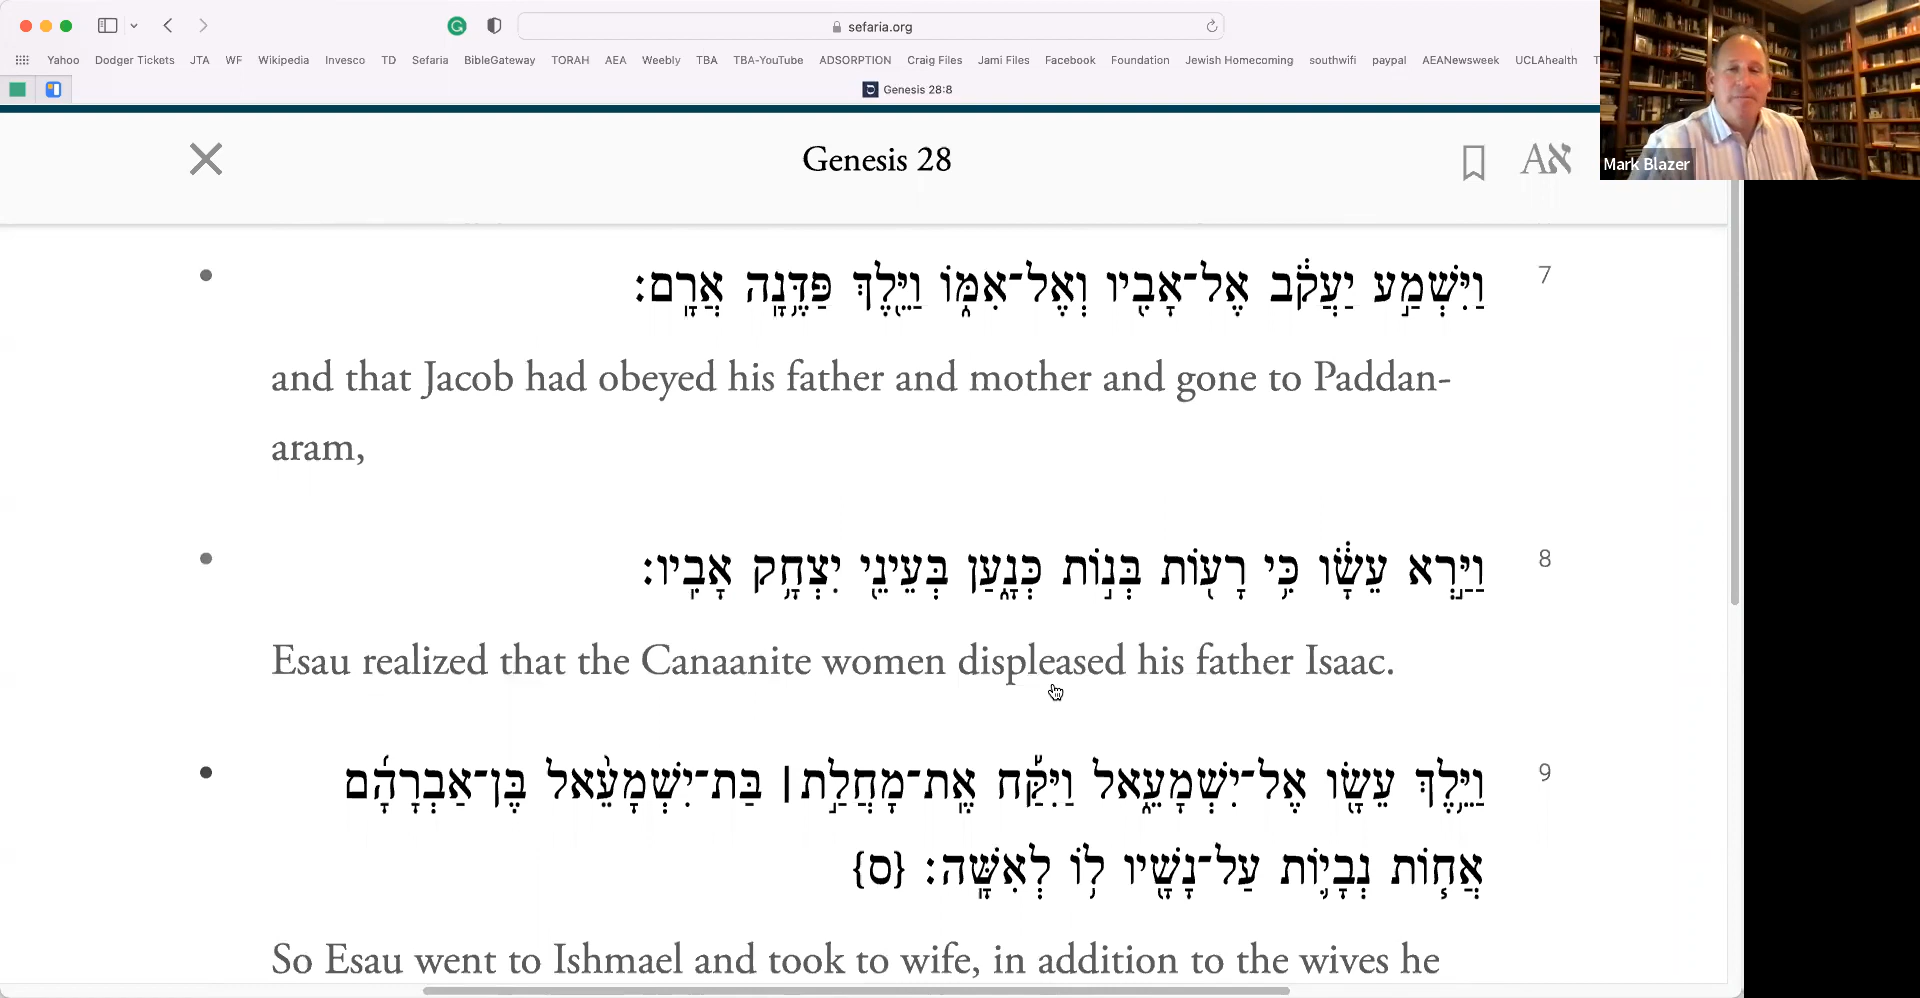 sefaria.org
Yahoo Dodger Tickets JTA WF Wikipedia Invesco TD Sefaria BibleGateway TORAH AEA Weebly TBA TBA-YouTube ADSORPTION Craig Files Jami Files Facebook Foundation Jewish Homecoming southwifi paypal AEANewsweek UCLAhealth
Genesis 28:8
Genesis 28
Aא
Mark Blazer
7
וַיִּשְׁמַ֣ע יַעֲקֹ֔ב אֶל־אָבִ֖יו וְאֶל־אִמּ֑וֹ וַיֵּ֖לֶךְ פַּדֶּ֥נָֽה אֲרָֽם׃
and that Jacob had obeyed his father and mother and gone to Paddan-
aram,
8
וַיַּ֣רְא עֵשָׂ֔ו כִּ֥י רָע֖וֹת בְּנ֣וֹת כְּנָ֑עַן בְּעֵינֵ֖י יִצְחָ֥ק אָבִֽיו׃
Esau realized that the Canaanite women displeased his father Isaac.
9
וַיֵּ֥לֶךְ עֵשָׂ֖ו אֶל־יִשְׁמָעֵ֑אל וַיִּקַּ֡ח אֶֽת־מָחֲלַ֣ת ׀ בַּת־יִשְׁמָעֵ֨אל בֶּן־אַבְרָהָ֜ם
אֲח֧וֹת נְבָי֛וֹת עַל־נָשָׁ֖יו ל֥וֹ לְאִשָּֽׁה׃ {ס}
So Esau went to Ishmael and took to wife, in addition to the wives he